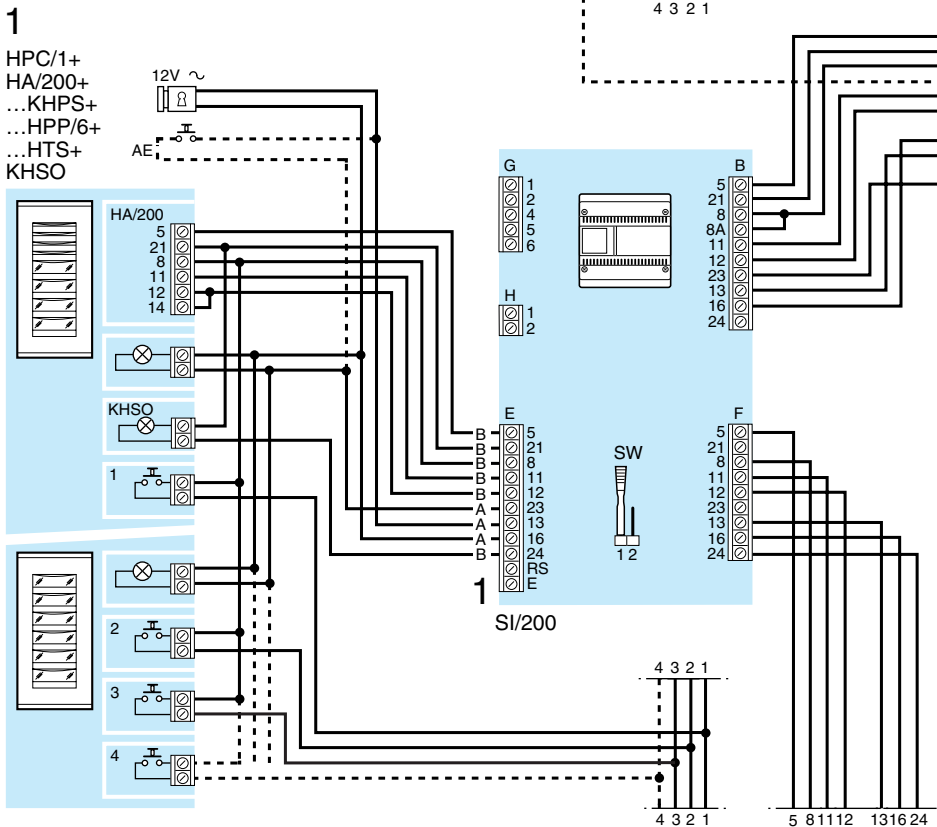 4 3 2 1
1
HPC/1+
HA/200+
...KHPS+
...HPP/6+
...HTS+
KHSO
12V ~
AE
HA/200
5
21
8
11
12
14
KHSO
1
2
3
4
G
1
2
4
5
6
H
1
2
B
5
21
8
8A
11
12
23
13
16
24
E
B 5
B 21
B 8
B 11
B 12
A 23
A 13
A 16
B 24
RS
E
SW
1 2
F
5
21
8
11
12
23
13
16
24
1
SI/200
4 3 2 1
4 3 2 1
5 8 11 12 13 16 24